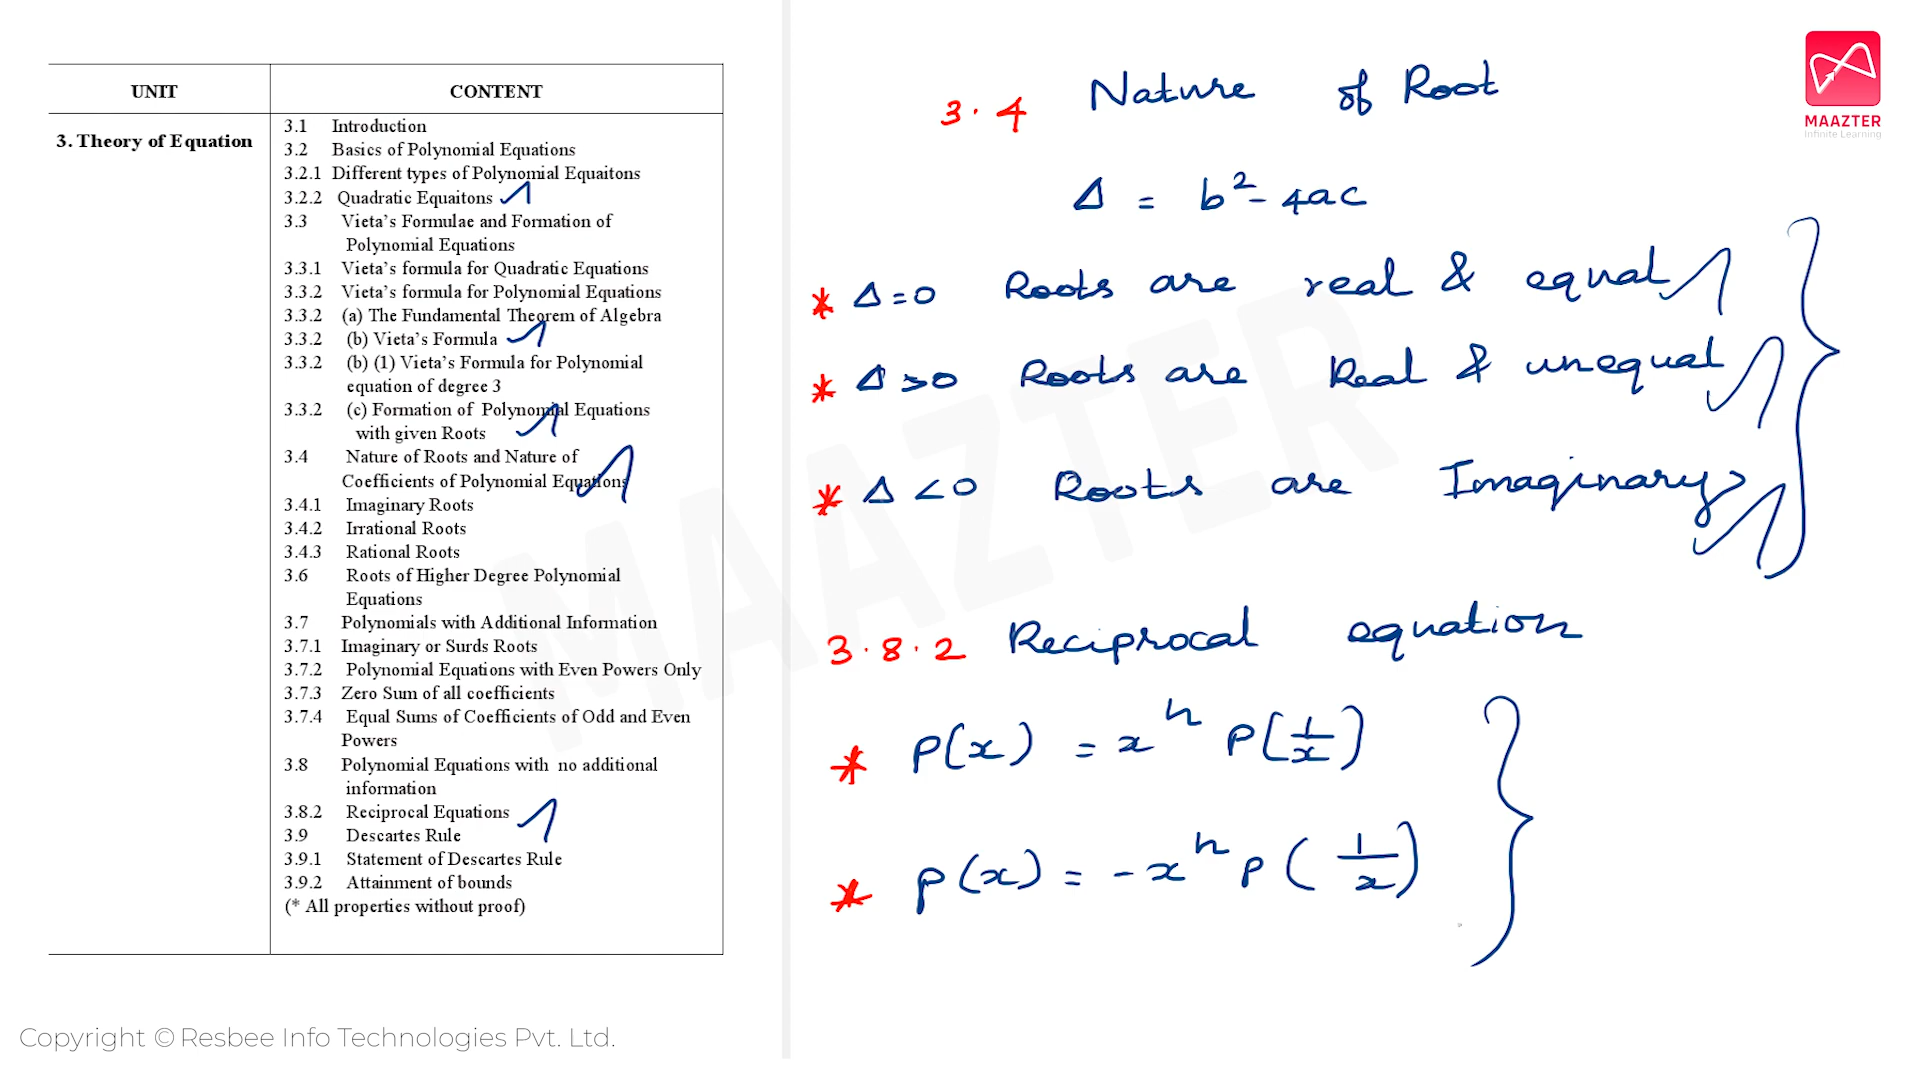 UNIT CONTENT
3. Theory of Equation
3.1 Introduction
3.2 Basics of Polynomial Equations
3.2.1 Different types of Polynomial Equaitons
3.2.2 Quadratic Equaitons
3.3 Vieta's Formulae and Formation of
Polynomial Equations
3.3.1 Vieta's formula for Quadratic Equations
3.3.2 Vieta's formula for Polynomial Equations
3.3.2 (a) The Fundamental Theorem of Algebra
3.3.2 (b) Vieta's Formula
3.3.2 (b) (1) Vieta's Formula for Polynomial
equation of degree 3
3.3.2 (c) Formation of Polynomial Equations
with given Roots
3.4 Nature of Roots and Nature of
Coefficients of Polynomial Equations
3.4.1 Imaginary Roots
3.4.2 Irrational Roots
3.4.3 Rational Roots
3.6 Roots of Higher Degree Polynomial
Equations
3.7 Polynomials with Additional Information
3.7.1 Imaginary or Surds Roots
3.7.2 Polynomial Equations with Even Powers Only
3.7.3 Zero Sum of all coefficients
3.7.4 Equal Sums of Coefficients of Odd and Even
Powers
3.8 Polynomial Equations with no additional
information
3.8.2 Reciprocal Equations
3.9 Descartes Rule
3.9.1 Statement of Descartes Rule
3.9.2 Attainment of bounds
(* All properties without proof)
3.4 Nature of Root
Δ = b² - 4ac
* Δ = 0 Roots are real & equal
* Δ > 0 Roots are Real & unequal
* Δ < 0 Roots are Imaginary
3.8.2 Reciprocal equation
* P(x) = xⁿ P(1/x)
* P(x) = -xⁿ P(1/x)
MAAZTER
Infinite Learning
MAAZTER
Copyright © Resbee Info Technologies Pvt. Ltd.